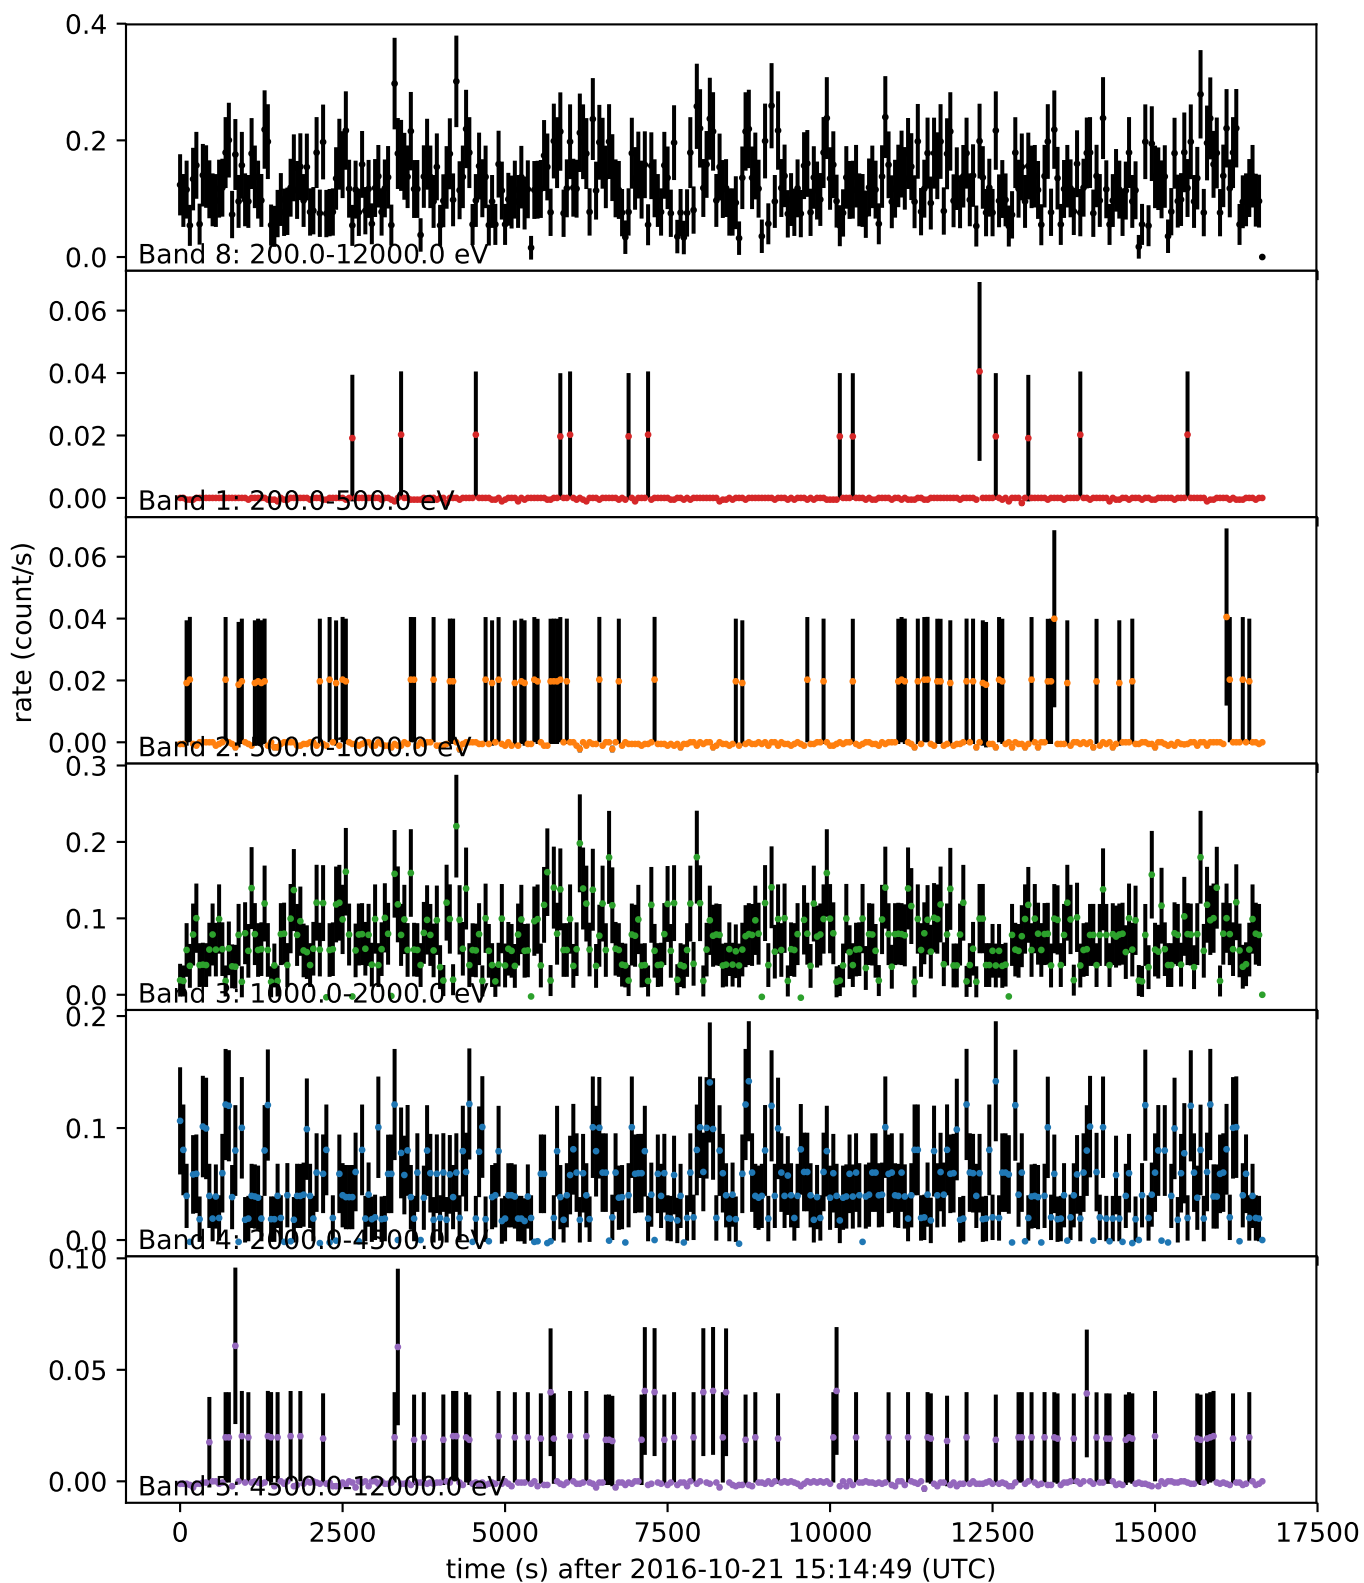 0.4
0.2
0.0
Band 8: 200.0-12000.0 eV
0.06
0.04
0.02
0.00
Band 1: 200.0-500.0 eV
rate (count/s)
0.06
0.04
0.02
0.00
Band 2: 500.0-1000.0 eV
0.3
0.2
0.1
0.0
Band 3: 1000.0-2000.0 eV
0.2
0.1
0.0
Band 4: 2000.0-4500.0 eV
0.10
0.05
0.00
Band 5: 4500.0-12000.0 eV
0 2500 5000 7500 10000 12500 15000 17500
time (s) after 2016-10-21 15:14:49 (UTC)